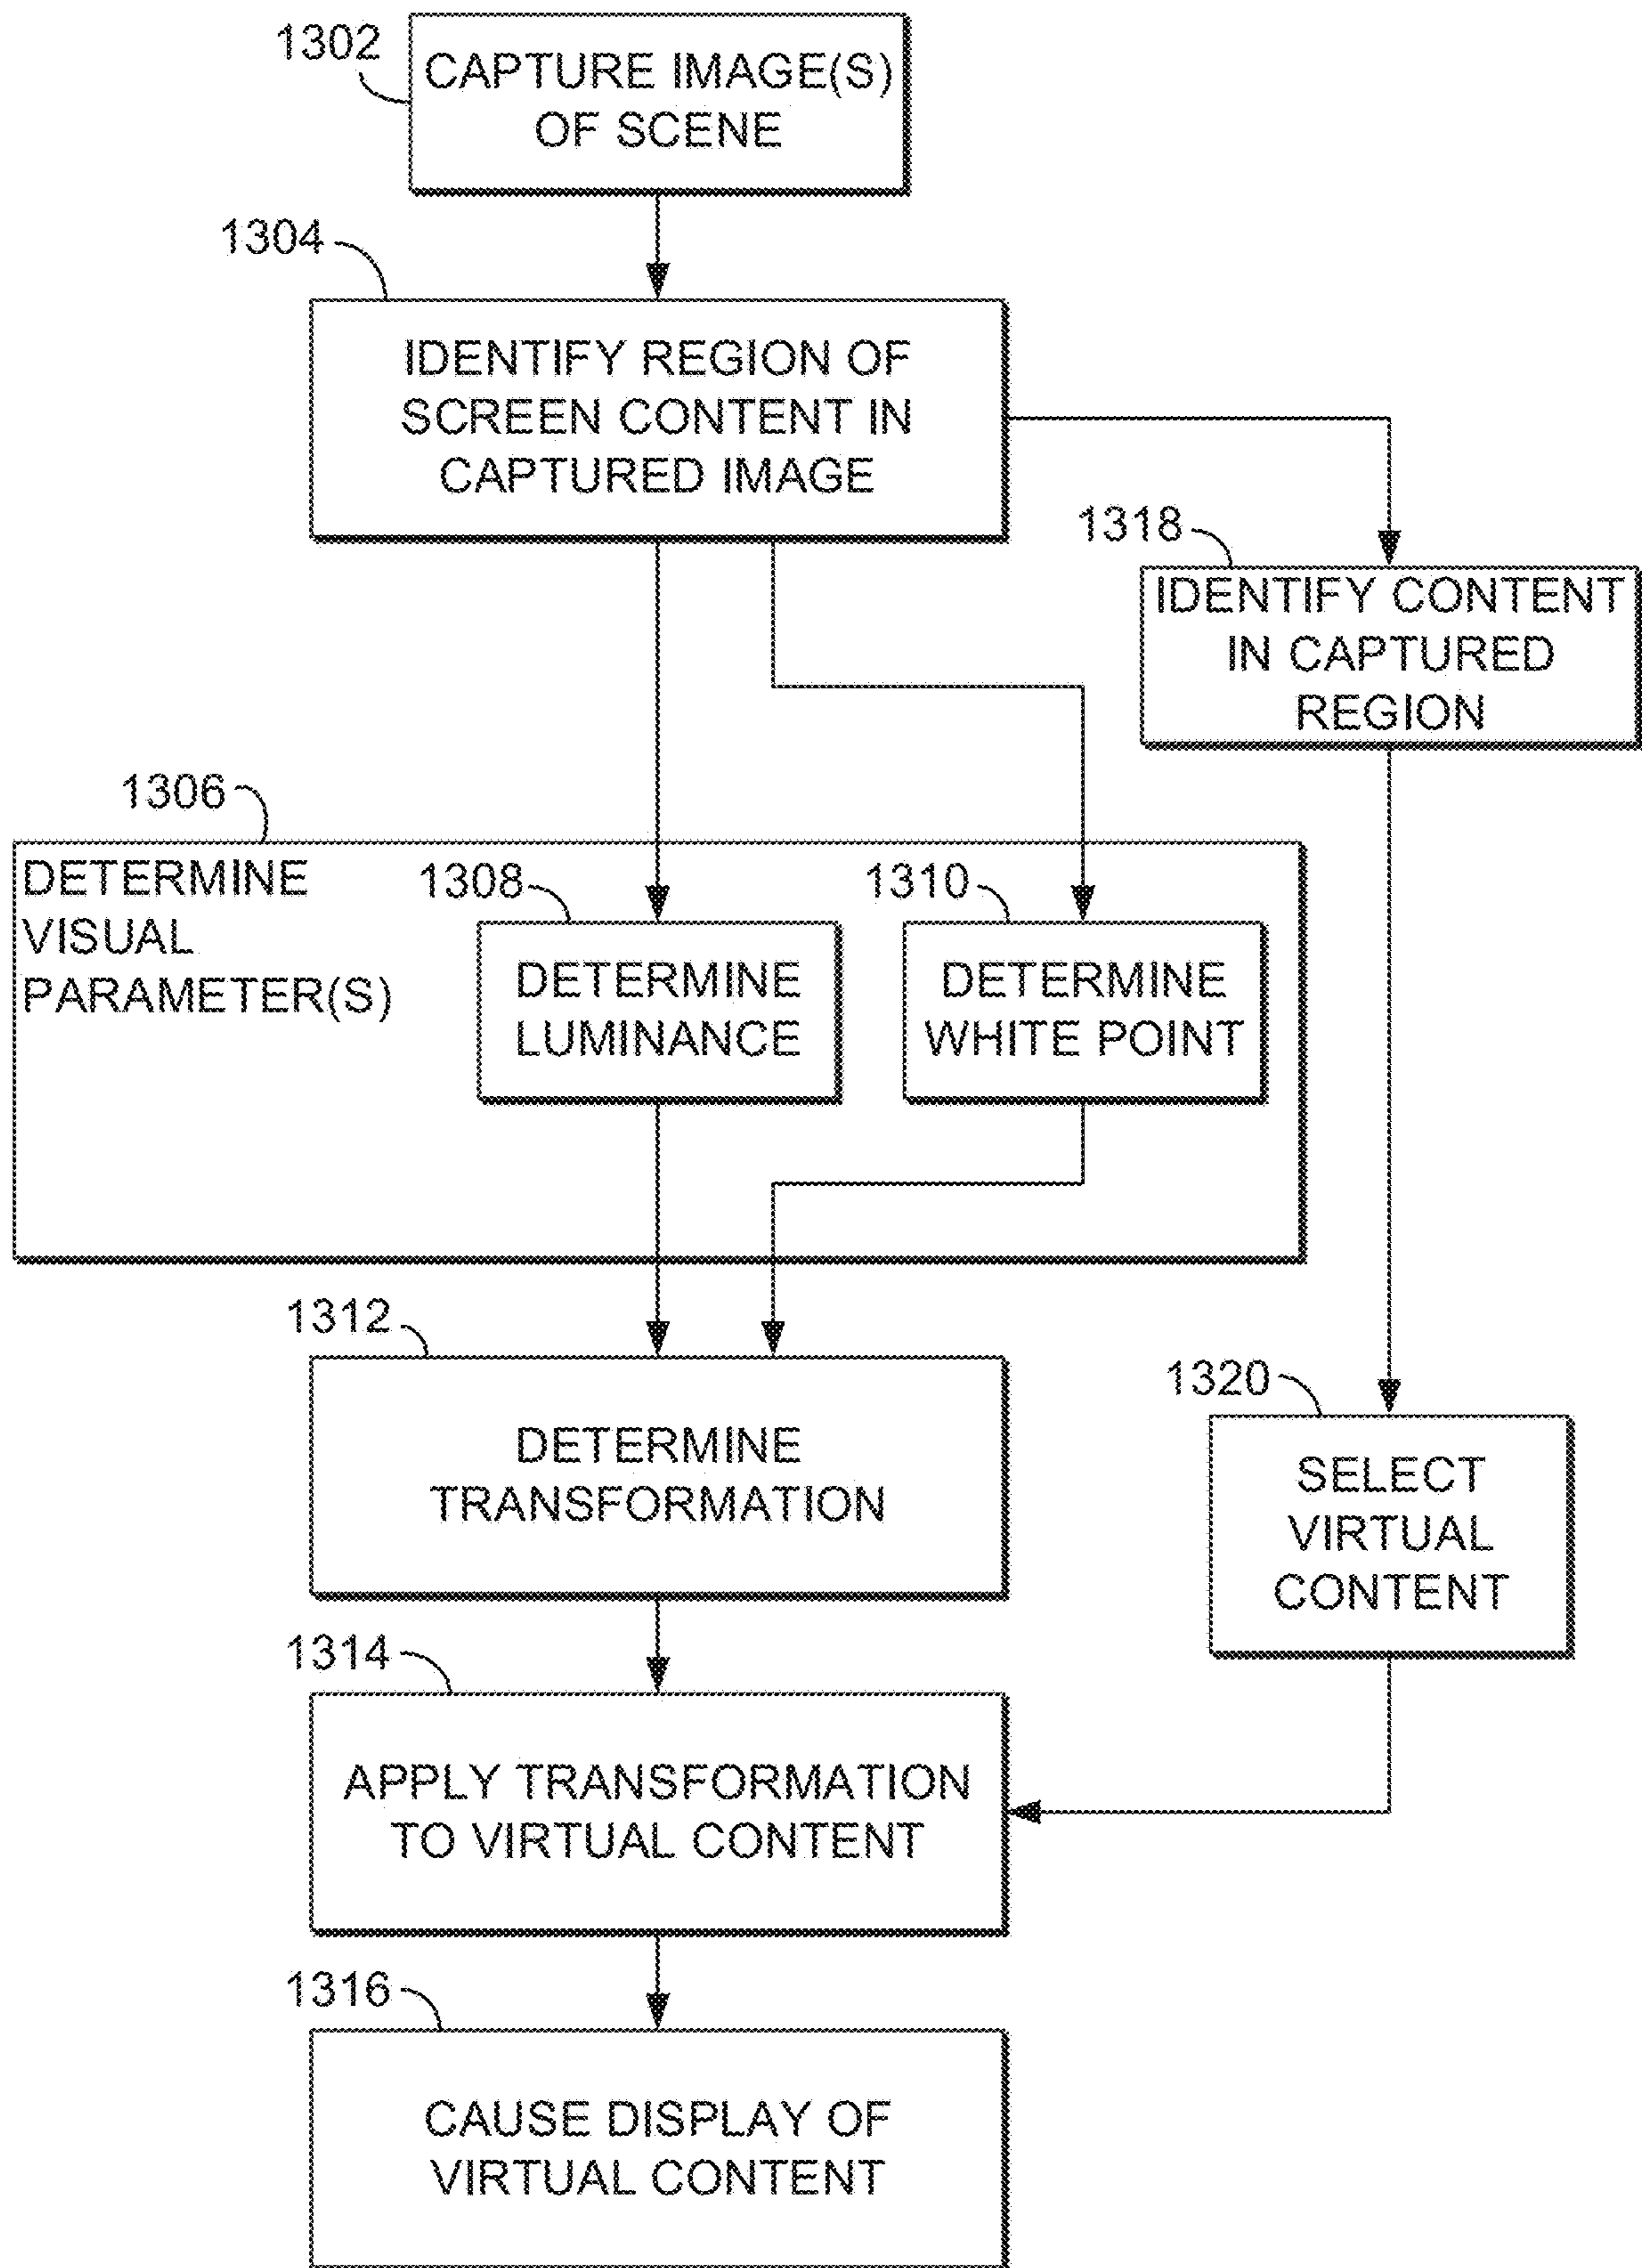 1302
CAPTURE IMAGE(S)
OF SCENE
1304
IDENTIFY REGION OF
SCREEN CONTENT IN
CAPTURED IMAGE
1318
IDENTIFY CONTENT
IN CAPTURED
REGION
1306
DETERMINE
VISUAL
PARAMETER(S)
1308
DETERMINE
LUMINANCE
1310
DETERMINE
WHITE POINT
1312
DETERMINE
TRANSFORMATION
1320
SELECT
VIRTUAL
CONTENT
1314
APPLY TRANSFORMATION
TO VIRTUAL CONTENT
1316
CAUSE DISPLAY OF
VIRTUAL CONTENT